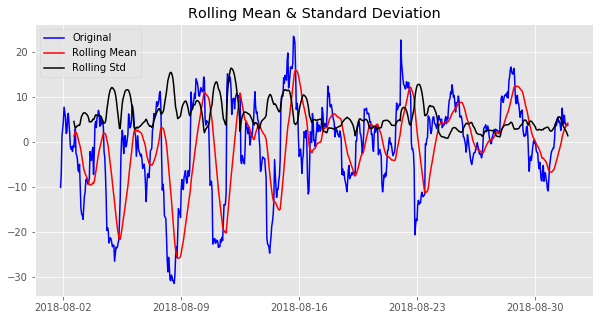 Rolling Mean & Standard Deviation
Original
Rolling Mean
Rolling Std
20
10
0
−10
−20
−30
2018-08-02 2018-08-09 2018-08-16 2018-08-23 2018-08-30